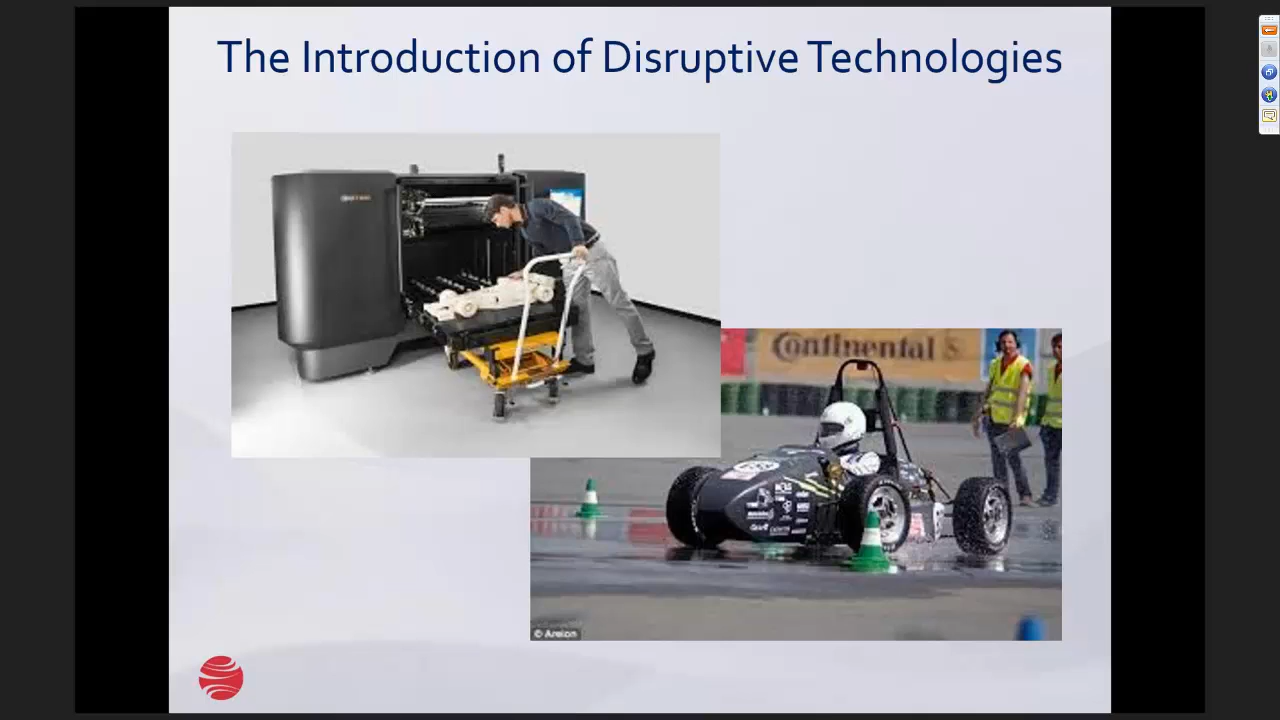 The Introduction of Disruptive Technologies
Continental
© Areion